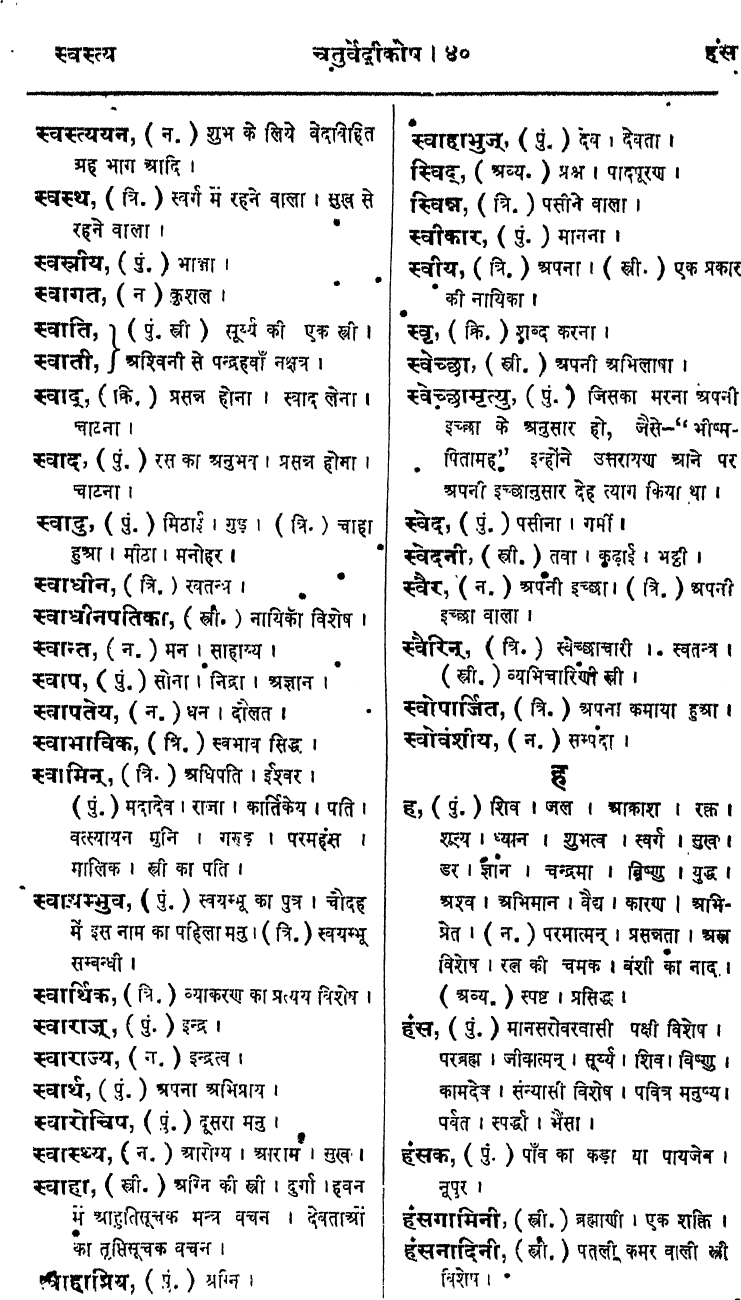 स्वस्त्य
चतुर्वेदीकोष । ४०
हंस
स्वस्त्ययन, ( न. ) शुभ के लिये वेदविहित
ग्रह भाग आदि ।
स्वस्थ, ( त्रि. ) स्वर्ग में रहने वाला । सुख से
रहने वाला ।
स्वस्रीय, ( पुं. ) भाञ्जा ।
स्वागत, ( न ) कुशल ।
स्वाति, } ( पुं. स्त्री ) सूर्य्य की एक स्त्री ।
स्वाती, } अश्विनी से पन्द्रहवाँ नक्षत्र ।
स्वाद्, ( क्रि. ) प्रसन्न होना । स्वाद लेना ।
चाटना ।
स्वाद, ( पुं. ) रस का अनुभव । प्रसन्न होना ।
चाटना ।
स्वादु, ( पुं. ) मिठाई । गुड़ । ( त्रि. ) चाहा
हुआ । मीठा । मनोहर ।
स्वाधीन, ( त्रि. ) स्वतन्त्र ।
स्वाधीनपतिका, ( स्त्री. ) नायिका विशेष ।
स्वान्त, ( न. ) मन । साहाय्य ।
स्वाप, ( पुं. ) सोना । निद्रा । अज्ञान ।
स्वापतेय, ( न. ) धन । दौलत ।
स्वाभाविक, ( त्रि. ) स्वभाव सिद्ध ।
स्वामिन्, ( त्रि. ) अधिपति । ईश्वर ।
( पुं. ) महादेव । राजा । कार्तिकेय । पति ।
वत्स्यायन मुनि । गरुड़ । परमहंस ।
मालिक । स्त्री का पति ।
स्वायम्भुव, ( पुं. ) स्वयम्भू का पुत्र । चौदह
में इस नाम का पहिला मनु । ( त्रि. ) स्वयम्भू
सम्बन्धी ।
स्वार्थिक, ( त्रि. ) व्याकरण का प्रत्यय विशेष ।
स्वाराज्, ( पुं. ) इन्द्र ।
स्वाराज्य, ( न. ) इन्द्रत्व ।
स्वार्थ, ( पुं. ) अपना अभिप्राय ।
स्वारोचिष, ( पुं. ) दूसरा मनु ।
स्वास्थ्य, ( न. ) आरोग्य । आराम । सुख ।
स्वाहा, ( स्त्री. ) अग्नि की स्त्री । दुर्गा । हवन
में आहुतिसूचक मन्त्र वचन । देवताओं
का तृप्तिसूचक वचन ।
स्वाहाप्रिय, ( पुं. ) अग्नि ।
स्वाहाभुज्, ( पुं. ) देव । देवता ।
स्विद्, ( अव्य. ) प्रश्न । पादपूरण ।
स्विन्न, ( त्रि. ) पसीने वाला ।
स्वीकार, ( पुं. ) मानना ।
स्वीय, ( त्रि. ) अपना । ( स्त्री. ) एक प्रकार
की नायिका ।
स्वृ, ( क्रि. ) शब्द करना ।
स्वेच्छा, ( स्त्री. ) अपनी अभिलाषा ।
स्वेच्छामृत्यु, ( पुं. ) जिसका मरना अपनी
इच्छा के अनुसार हो, जैसे–“ भीष्म-
पितामह” इन्होंने उत्तरायण आने पर
अपनी इच्छानुसार देह त्याग किया था ।
स्वेद, ( पुं. ) पसीना । गर्मी ।
स्वेदनी, ( स्त्री. ) तवा । कढ़ाई । भट्टी ।
स्वैर, ( न. ) अपनी इच्छा । ( त्रि. ) अपनी
इच्छा वाला ।
स्वैरिन्, ( त्रि. ) स्वेच्छाचारी । स्वतन्त्र ।
( स्त्री. ) व्यभिचारिणी स्त्री ।
स्वोपार्जित, ( त्रि. ) अपना कमाया हुआ ।
स्वोवंशीय, ( न. ) सम्पदा ।
ह
ह, ( पुं. ) शिव । जल । आकाश । रक्त ।
शून्य । ध्यान । शुभत्व । स्वर्ग । सुख ।
डर । ज्ञान । चन्द्रमा । विष्णु । युद्ध ।
अश्व । अभिमान । वैद्य । कारण । अभि-
प्रेत । ( न. ) परमात्मन् । प्रसन्नता । अस्त्र
विशेष । रत्न की चमक । वंशी का नाद ।
( अव्य. ) स्पष्ट । प्रसिद्ध ।
हंस, ( पुं. ) मानसरोवरवासी पक्षी विशेष ।
परब्रह्म । जीवात्मन् । सूर्य्य । शिव । विष्णु ।
कामदेव । संन्यासी विशेष । पवित्र मनुष्य ।
पर्वत । स्पर्द्धा । भैंसा ।
हंसक, ( पुं. ) पाँव का कड़ा या पायजेब ।
नूपुर ।
हंसगामिनी, ( स्त्री. ) ब्रह्माणी । एक शक्ति ।
हंसनादिनी, ( स्त्री. ) पतली कमर वाली स्त्री
विशेष ।